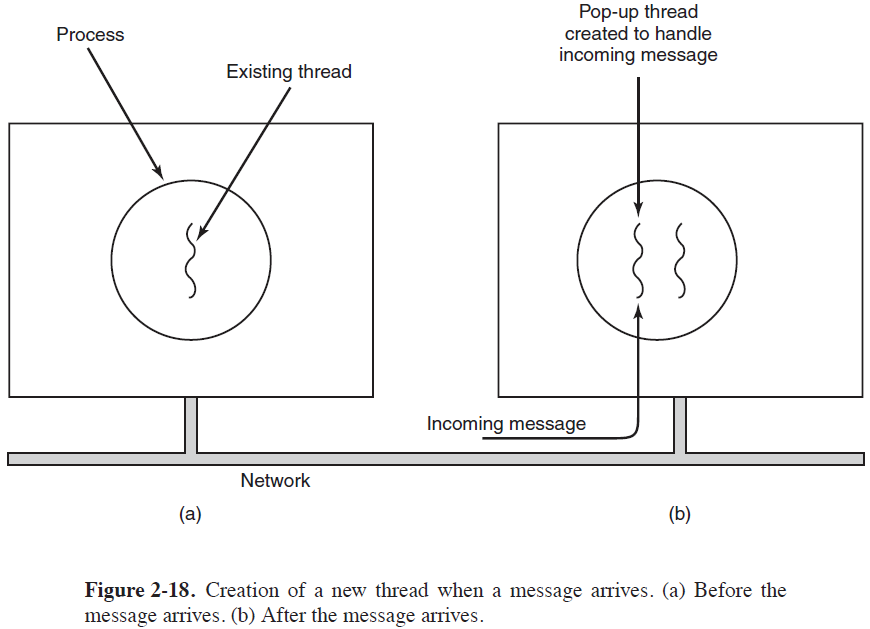 Process
Existing thread
Pop-up thread
created to handle
incoming message
Incoming message
Network
(a)
(b)
Figure 2-18. Creation of a new thread when a message arrives. (a) Before the
message arrives. (b) After the message arrives.